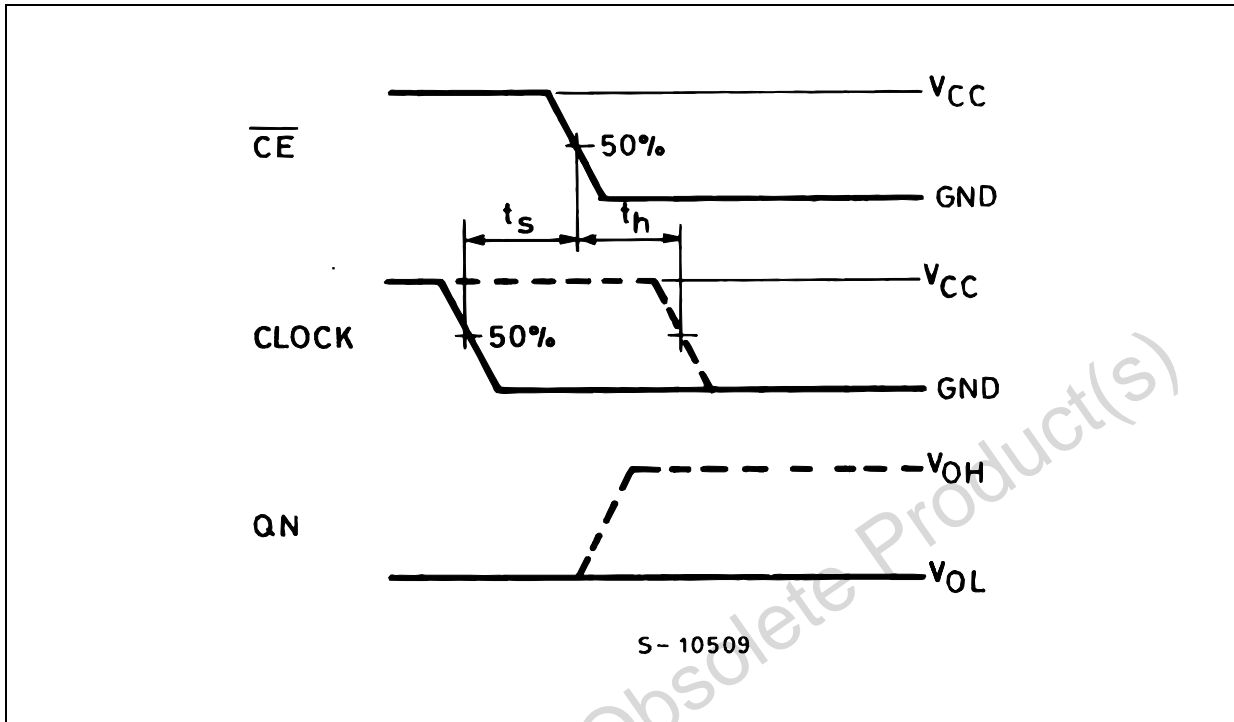 VCC
CE
50%
GND
ts
th
VCC
CLOCK
50%
GND
VOH
QN
VOL
S-10509
Obsolete Product(s)